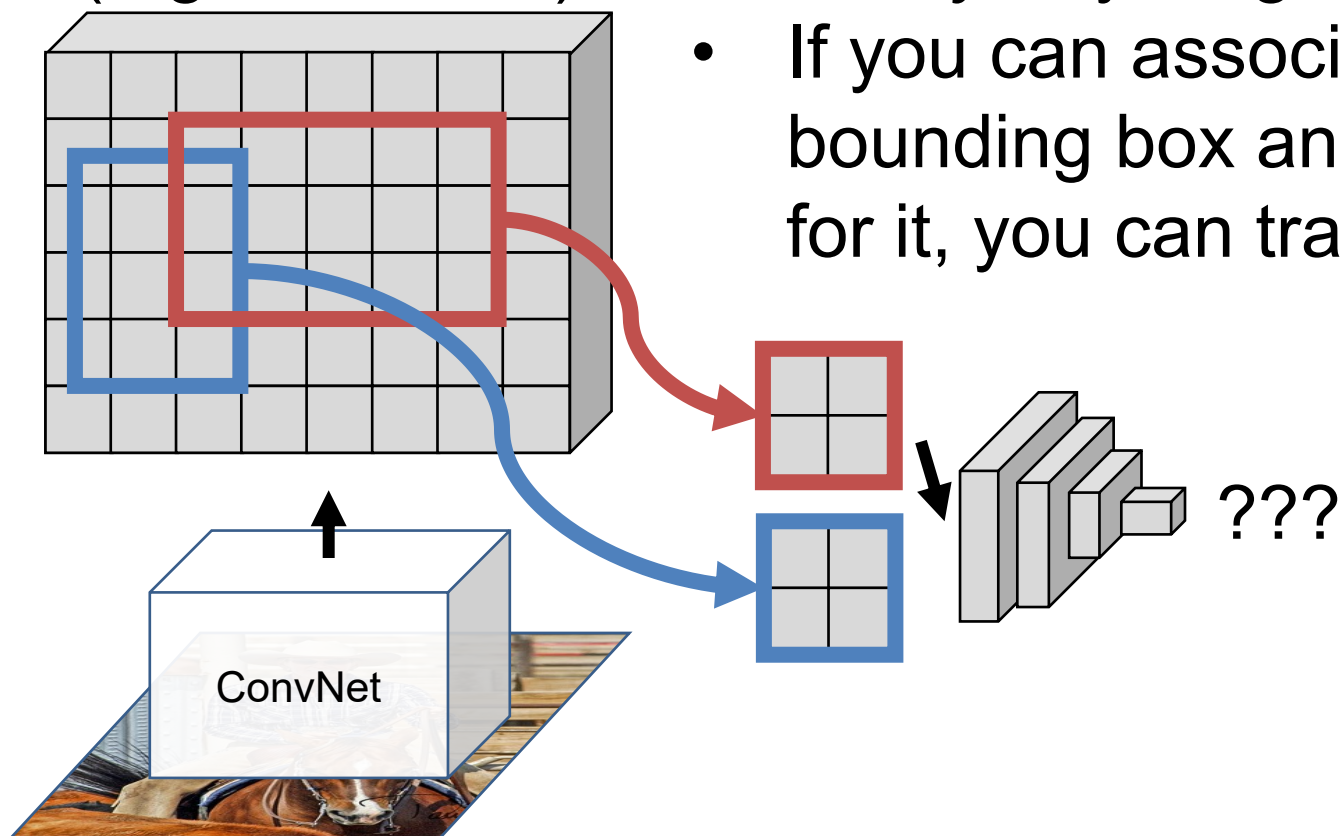 • If you can associ
bounding box an
for it, you can tra
???
ConvNet